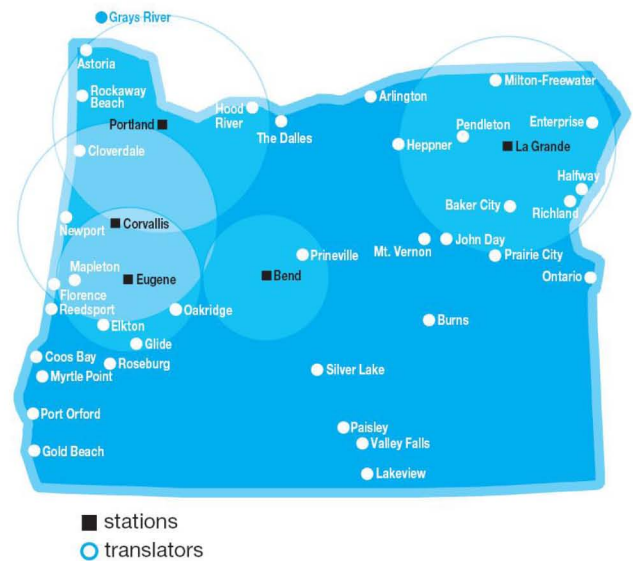 Grays River
Astoria
Rockaway
Beach
Portland
Hood
River
The Dalles
Arlington
Milton-Freewater
Pendleton
Enterprise
Heppner
La Grande
Cloverdale
Halfway
Baker City
Richland
Newport
Corvallis
Mt. Vernon
John Day
Prairie City
Prineville
Ontario
Mapleton
Eugene
Bend
Florence
Reedsport
Oakridge
Elkton
Burns
Glide
Coos Bay
Roseburg
Myrtle Point
Silver Lake
Port Orford
Paisley
Valley Falls
Gold Beach
Lakeview
stations
translators